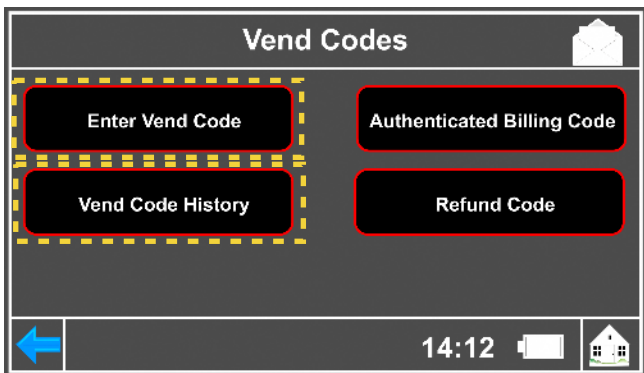 Vend Codes
Enter Vend Code
Authenticated Billing Code
Vend Code History
Refund Code
14:12